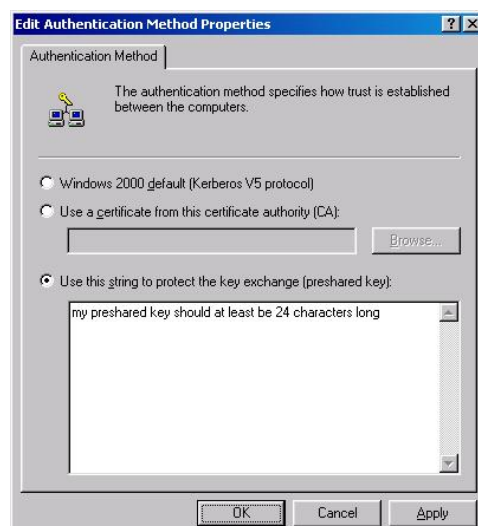 Edit Authentication Method Properties
Authentication Method
The authentication method specifies how trust is established
between the computers.
Windows 2000 default (Kerberos V5 protocol)
Use a certificate from this certificate authority (CA):
Browse...
Use this string to protect the key exchange (preshared key):
my preshared key should at least be 24 characters long
OK
Cancel
Apply